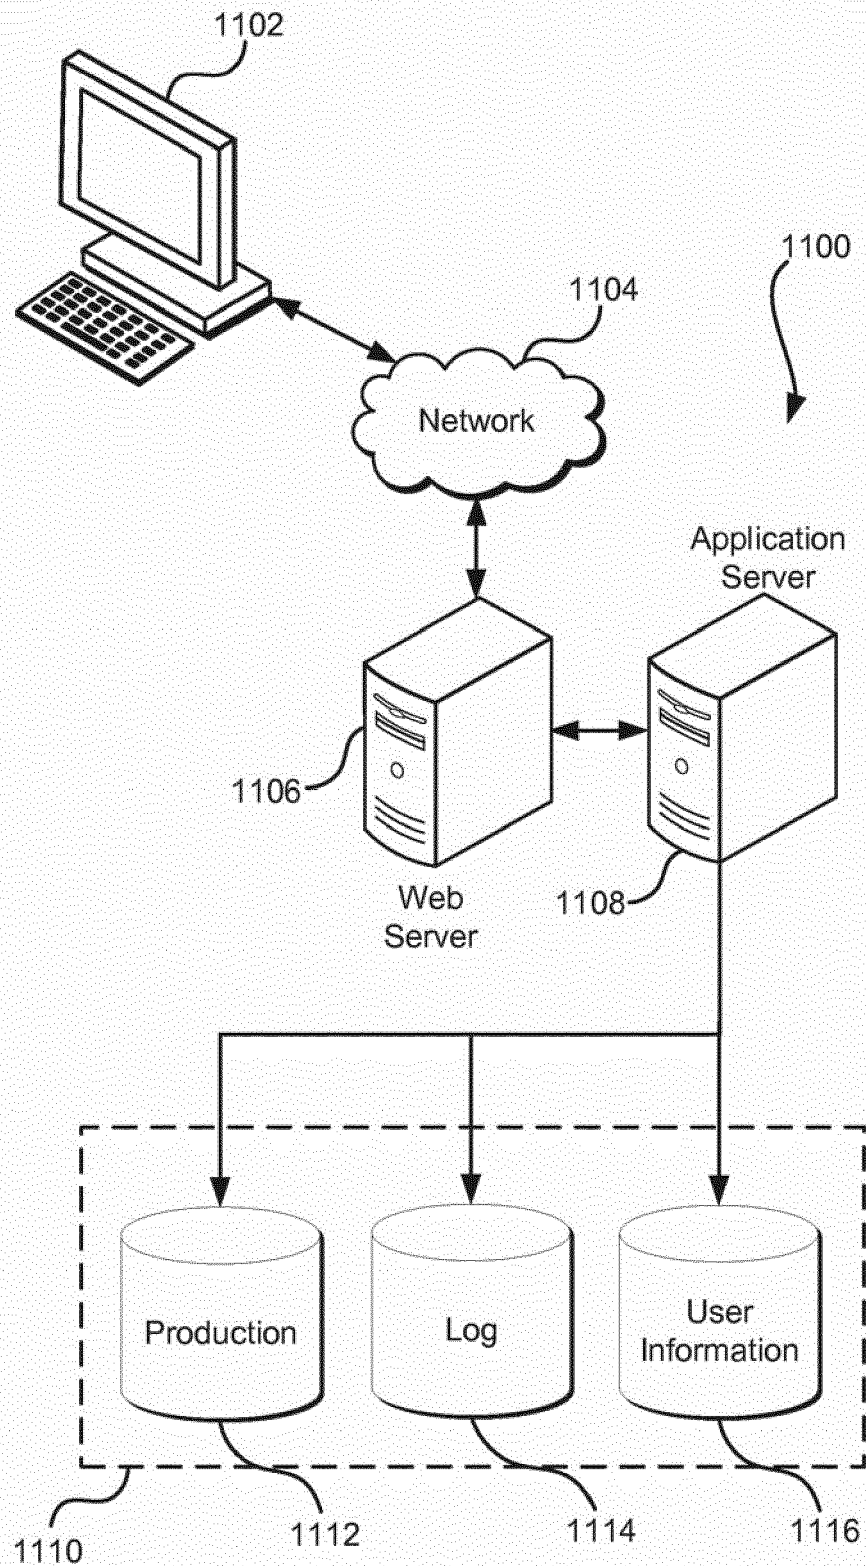 1102
1100
1104
Network
Application
Server
1106
Web
Server
1108
Production
Log
User
Information
1110
1112
1114
1116